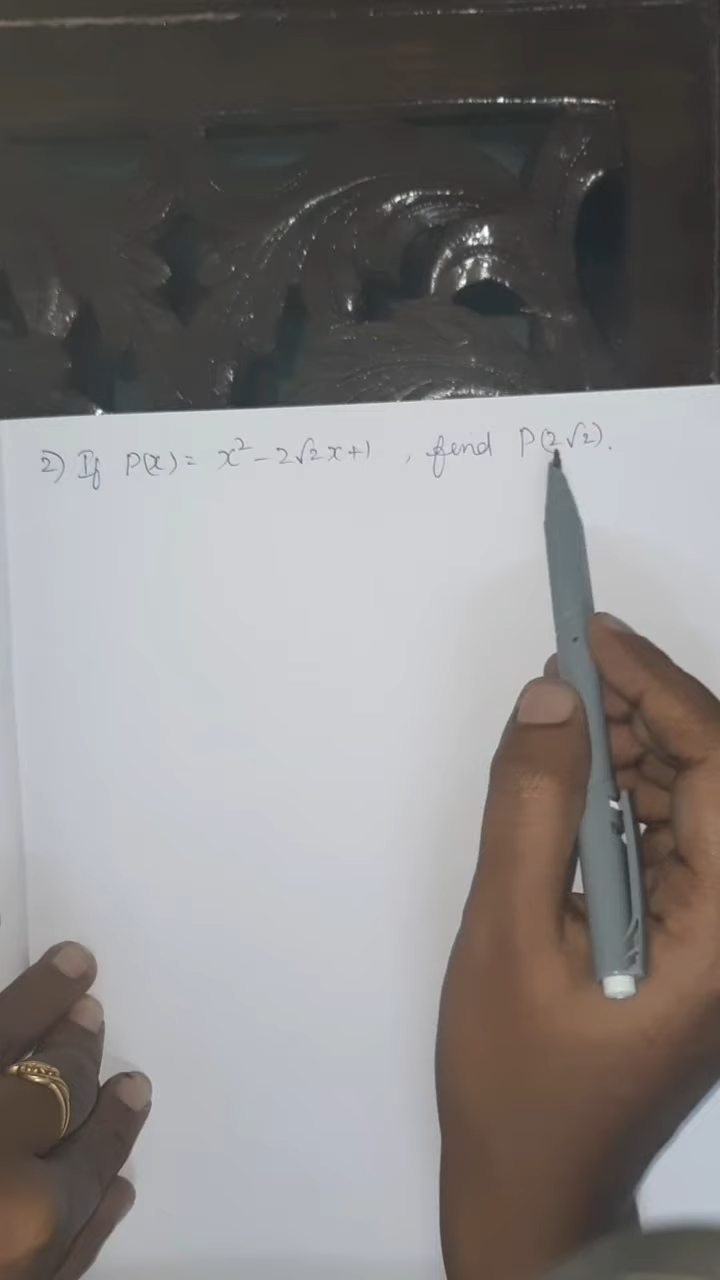 2) If P(x) = x² - 2√2x+1 , find P(2√2).